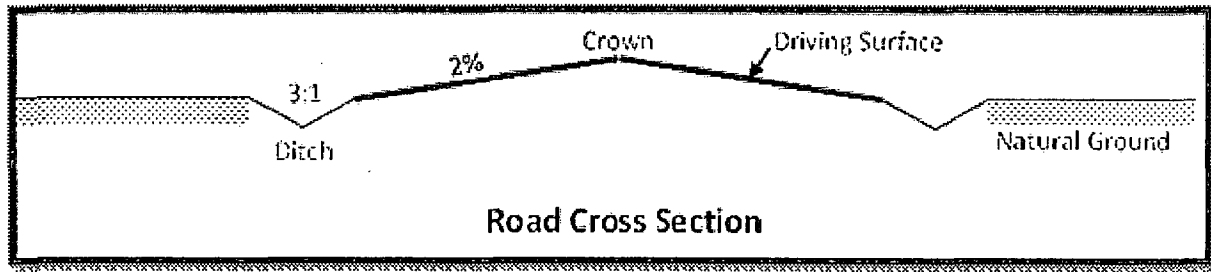 Crown
Driving Surface
2%
3:1
Ditch
Natural Ground
Road Cross Section